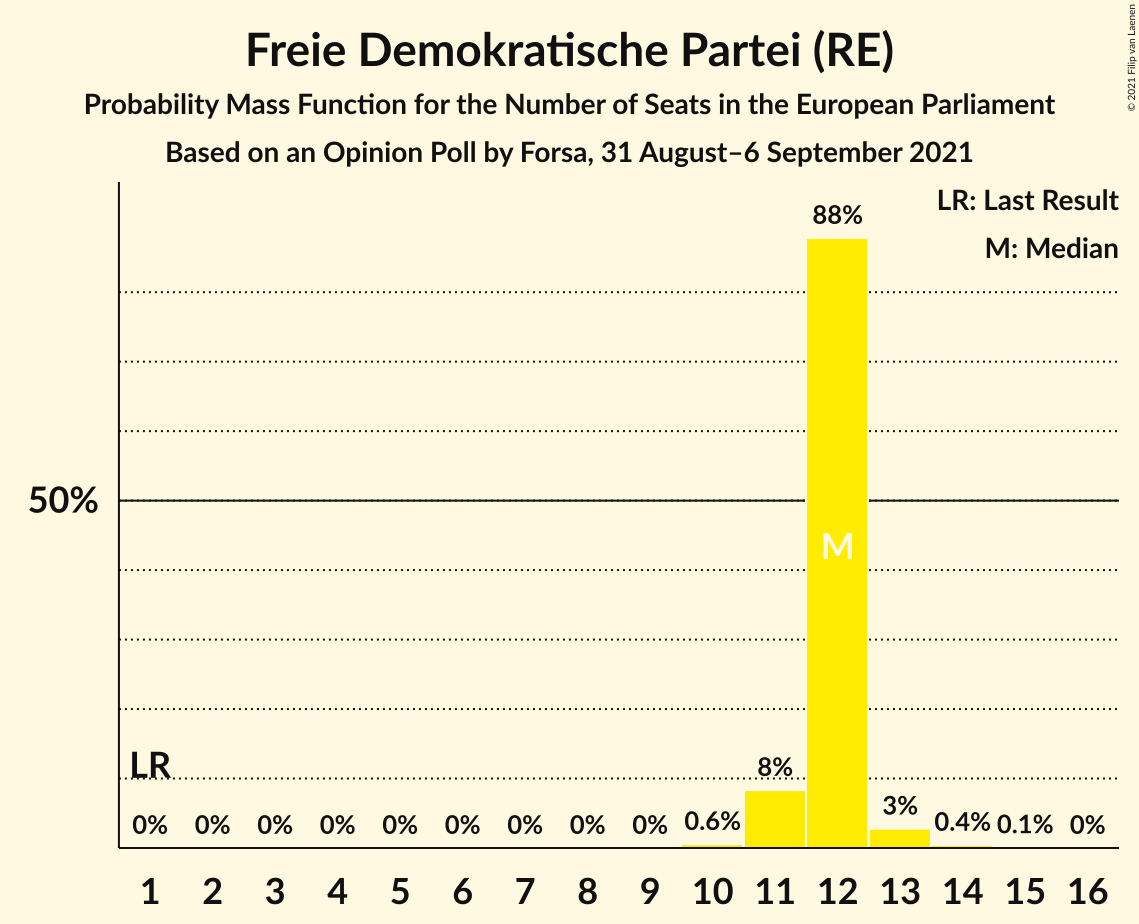 Freie Demokratische Partei (RE)
Probability Mass Function for the Number of Seats in the European Parliament
Based on an Opinion Poll by Forsa, 31 August–6 September 2021
© 2021 Filip van Laenen
LR: Last Result
M: Median
88%
50%
M
LR
8%
3%
0% 0% 0% 0% 0% 0% 0% 0% 0% 0.6% 0.4% 0.1% 0%
1 2 3 4 5 6 7 8 9 10 11 12 13 14 15 16